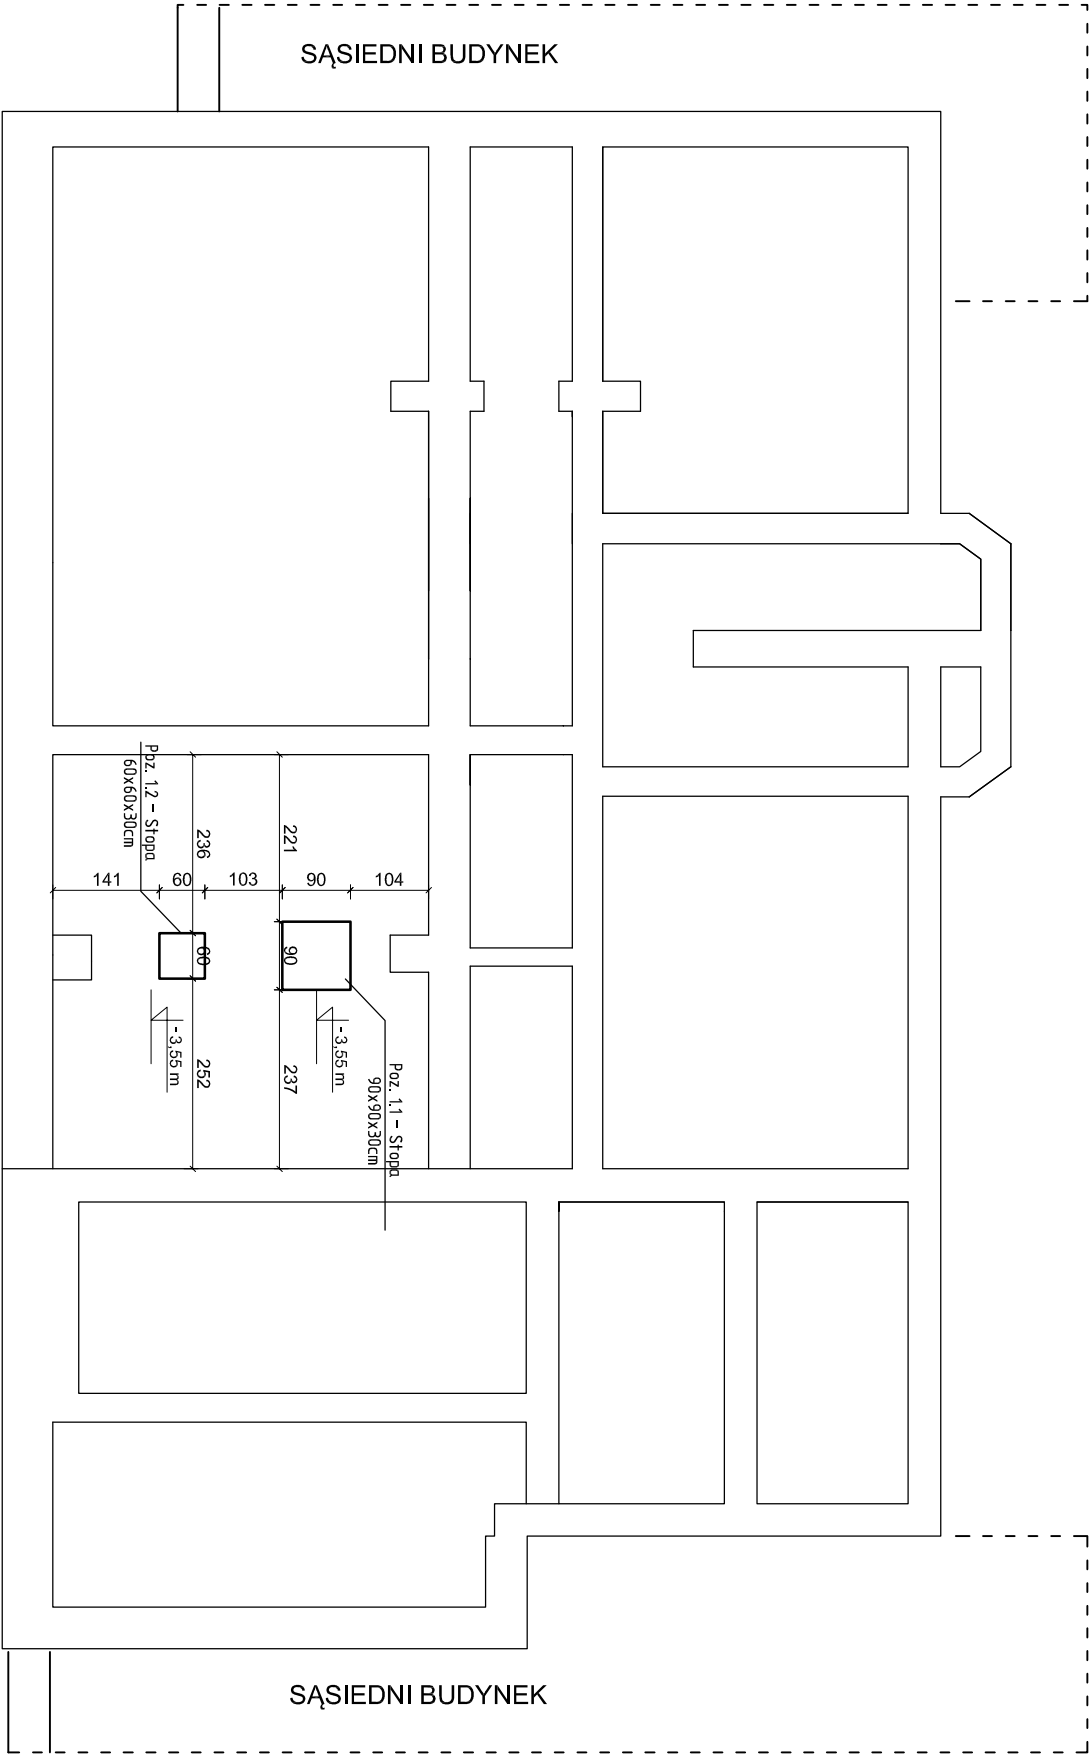 SĄSIEDNI BUDYNEK
Poz. 1.2 - Stopa
60x60x30cm
236
221
141
60
103
90
104
60
90
-3,55 m
-3,55 m
252
237
Poz. 1.1 - Stopa
90x90x30cm
SĄSIEDNI BUDYNEK